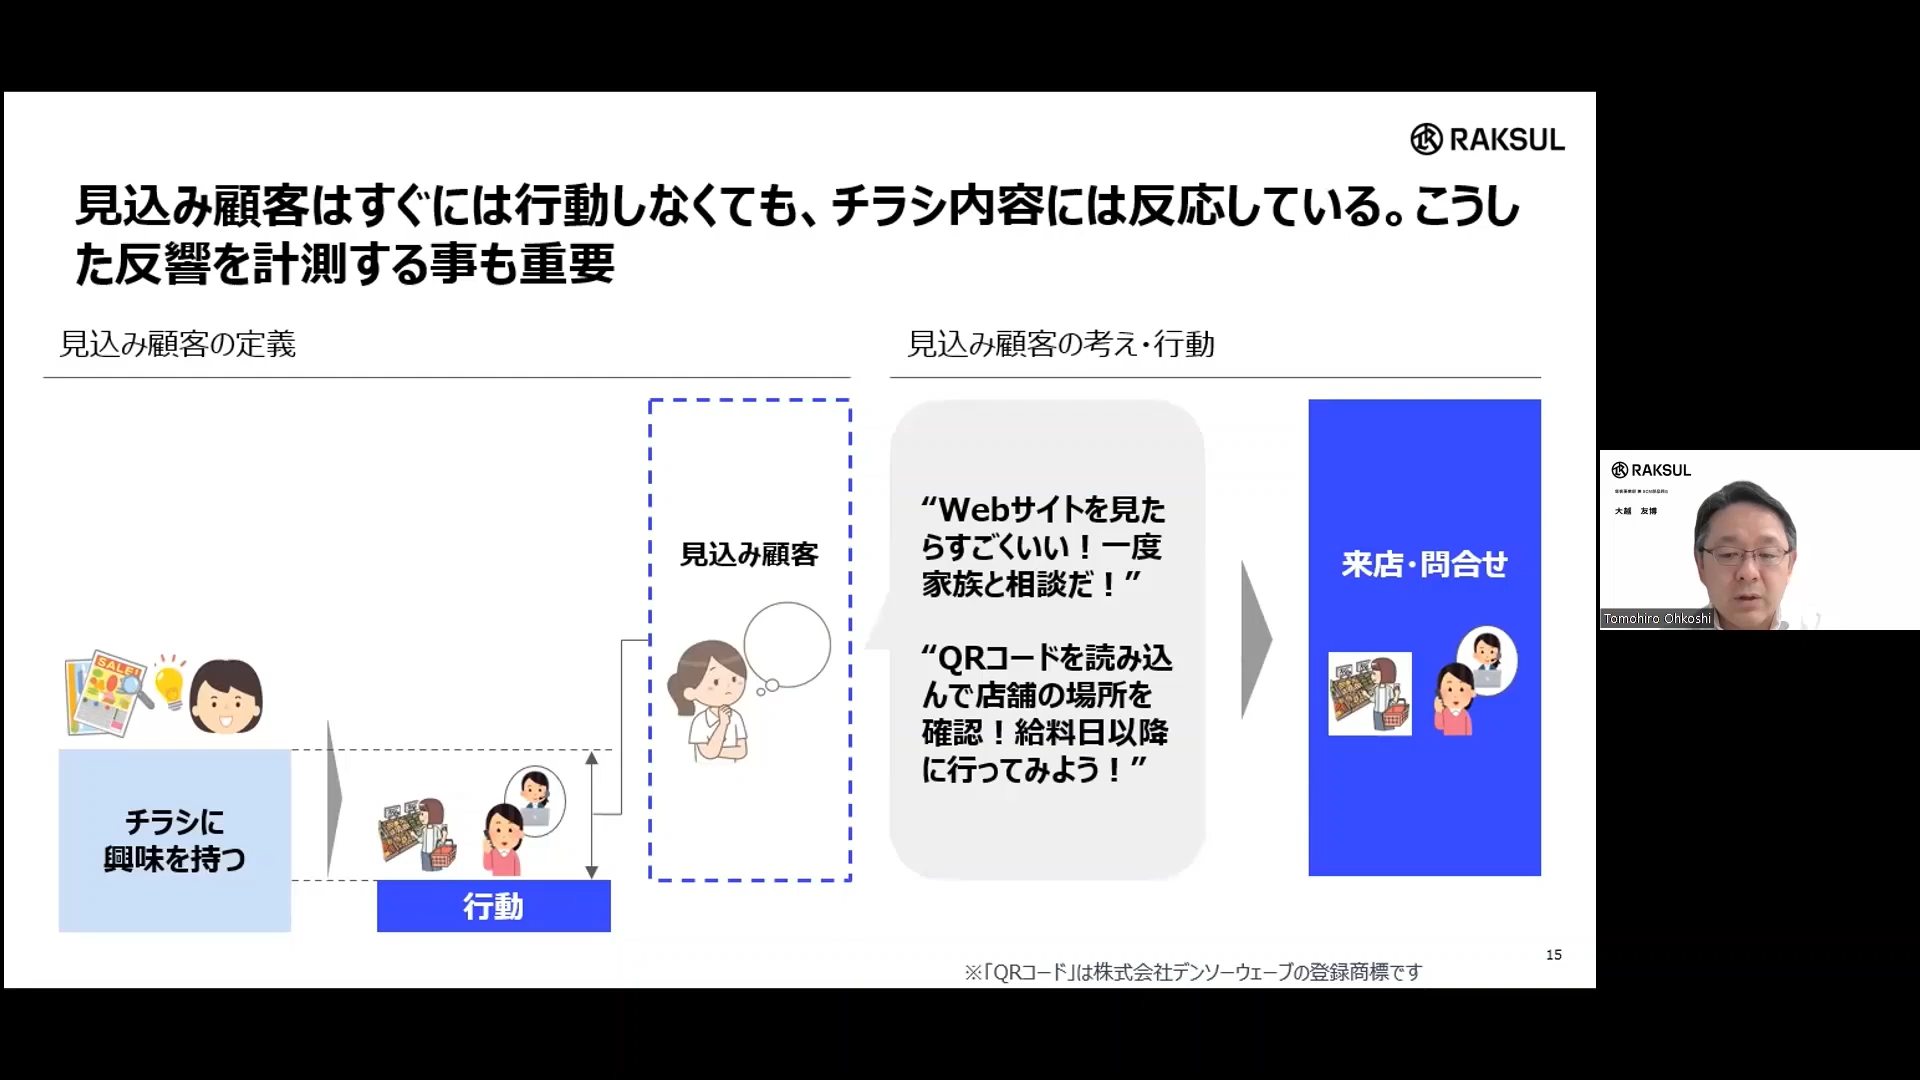 RAKSUL
見込み顧客はすぐには行動しなくても、チラシ内容には反応している。こうし
た反響を計測する事も重要
見込み顧客の定義
見込み顧客の考え・行動
SALE!
チラシに
興味を持つ
行動
見込み顧客
“Webサイトを見た
らすごくいい！一度
家族と相談だ！”
“QRコードを読み込
んで店舗の場所を
確認！給料日以降
に行ってみよう！”
来店・問合せ
15
※「QRコード」は株式会社デンソーウェーブの登録商標です
RAKSUL
大越 友博
Tomohiro Ohkoshi